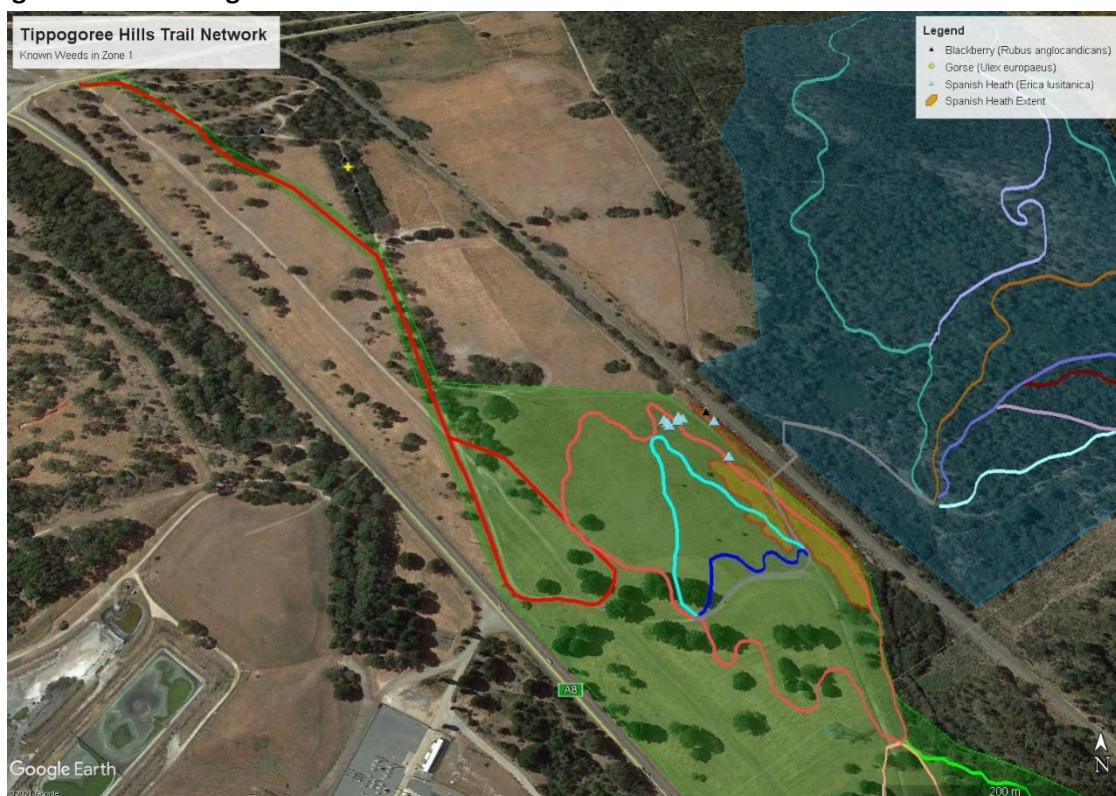 Tippogoree Hills Trail Network
Known Weeds in Zone 1
Legend
Blackberry (Rubus anglocandicans)
Gorse (Ulex europaeus)
Spanish Heath (Erica lusitanica)
Spanish Heath Extent
A8
N
Google Earth
200 m